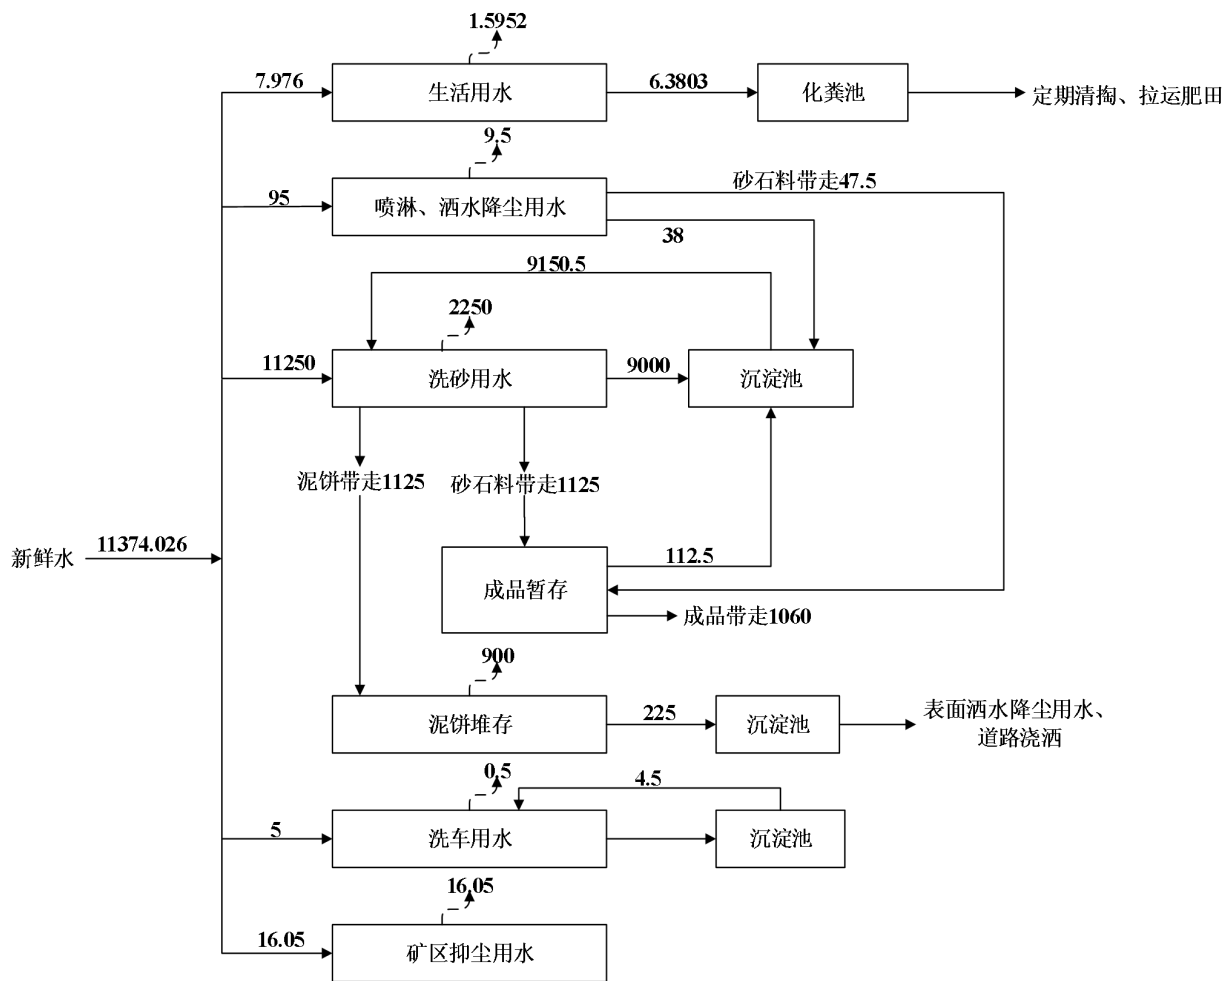 1.5952
7.976
生活用水
6.3803
化粪池
定期清掏、拉运肥田
9.5
95
喷淋、洒水降尘用水
砂石料带走47.5
38
9150.5
2250
11250
洗砂用水
9000
沉淀池
泥饼带走1125
砂石料带走1125
新鲜水
11374.026
成品暂存
112.5
成品带走1060
900
泥饼堆存
225
沉淀池
表面洒水降尘用水、
道路浇洒
0.5
4.5
5
洗车用水
沉淀池
16.05
16.05
矿区抑尘用水